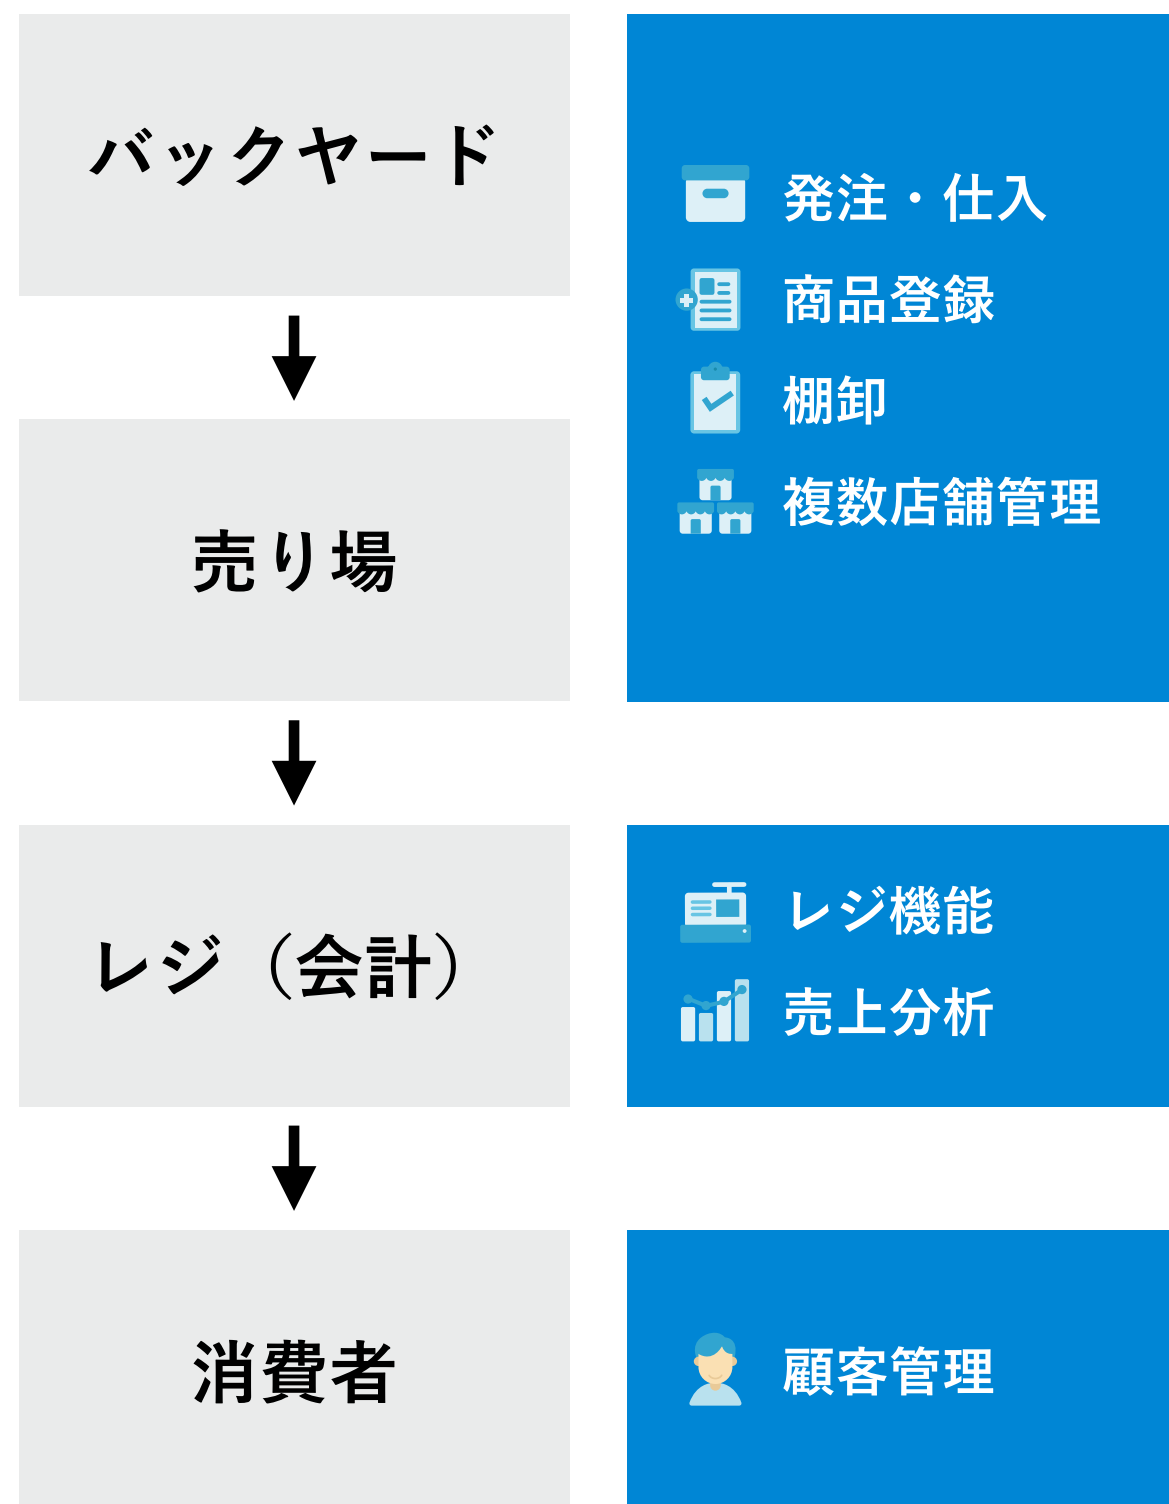 バックヤード
発注・仕入
商品登録
棚卸
複数店舗管理
売り場
レジ（会計）
レジ機能
売上分析
消費者
顧客管理